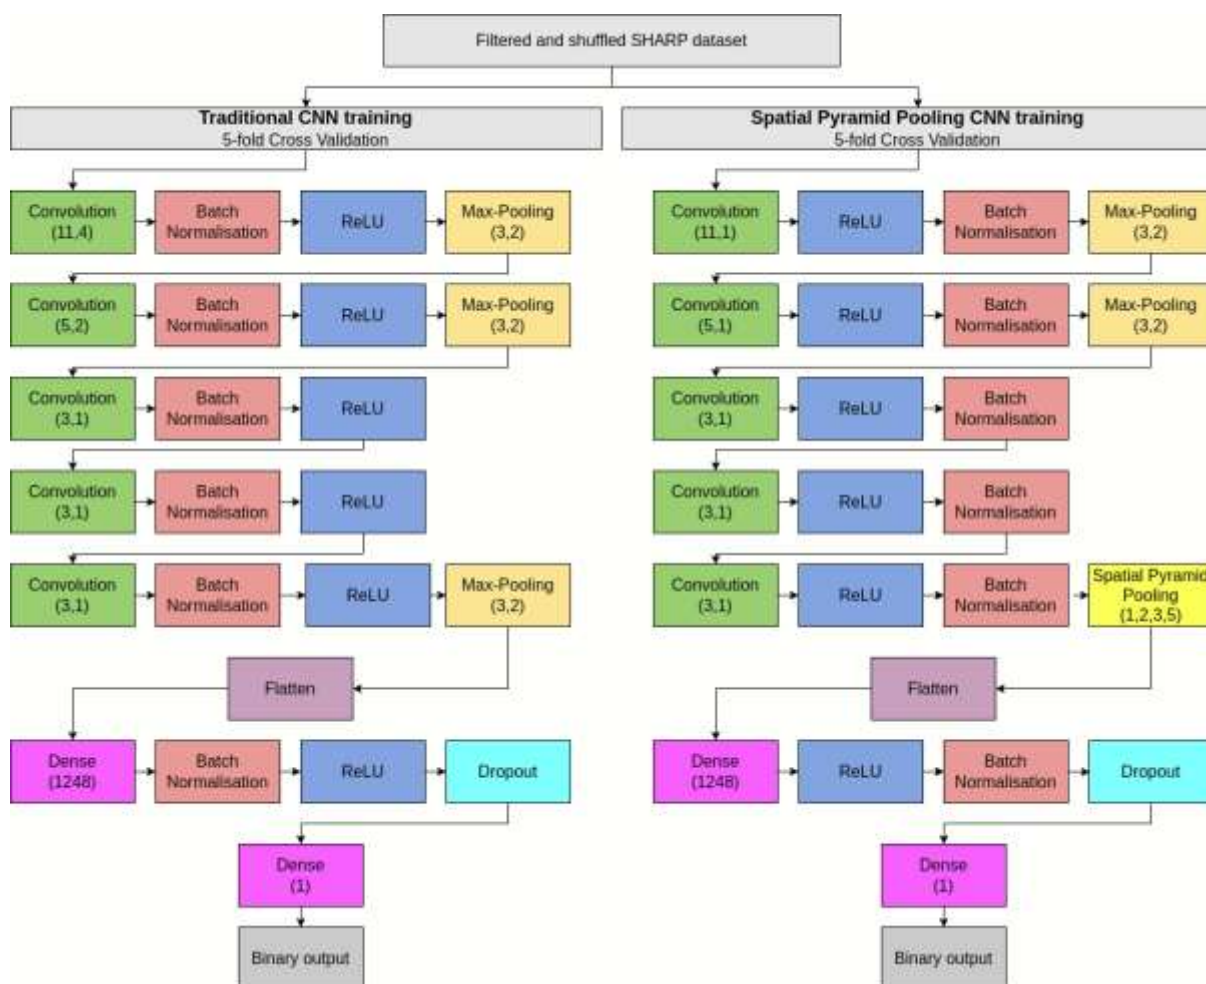 Filtered and shuffled SHARP dataset
Traditional CNN training
5-fold Cross Validation
Convolution
(11,4)
Batch
Normalisation
ReLU
Max-Pooling
(3,2)
Convolution
(5,2)
Batch
Normalisation
ReLU
Max-Pooling
(3,2)
Convolution
(3,1)
Batch
Normalisation
ReLU
Convolution
(3,1)
Batch
Normalisation
ReLU
Convolution
(3,1)
Batch
Normalisation
ReLU
Max-Pooling
(3,2)
Flatten
Dense
(1248)
Batch
Normalisation
ReLU
Dropout
Dense
(1)
Binary output
Spatial Pyramid Pooling CNN training
5-fold Cross Validation
Convolution
(11,1)
ReLU
Batch
Normalisation
Max-Pooling
(3,2)
Convolution
(5,1)
ReLU
Batch
Normalisation
Max-Pooling
(3,2)
Convolution
(3,1)
ReLU
Batch
Normalisation
Convolution
(3,1)
ReLU
Batch
Normalisation
Convolution
(3,1)
ReLU
Batch
Normalisation
Spatial Pyramid
Pooling
(1,2,3,5)
Flatten
Dense
(1248)
ReLU
Batch
Normalisation
Dropout
Dense
(1)
Binary output